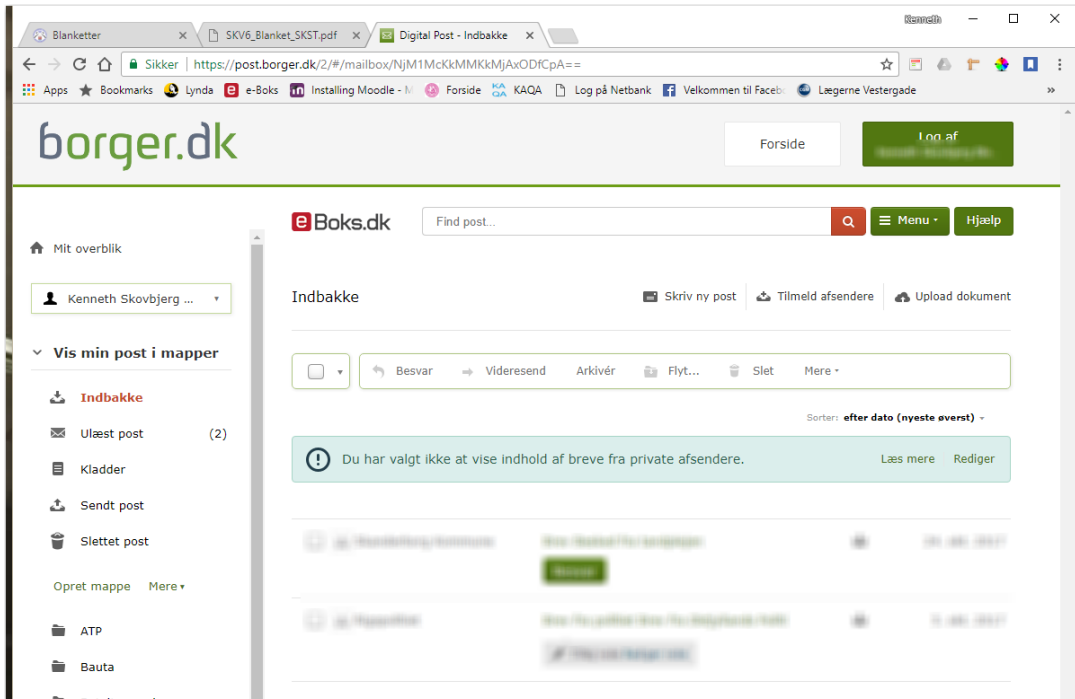 Kenneth
Blanketter SKV6_Blanket_SKST.pdf Digital Post - Indbakke
Sikker https://post.borger.dk/2/#/mailbox/NjM1McKkMMKkMjAxODfCpA==
Apps Bookmarks Lynda e-Boks Installing Moodle - M Forside KAQA Log på Netbank Velkommen til Facebo Lægerne Vestergade »
borger.dk Forside Log af
eBoks.dk Find post... Menu Hjælp
Mit overblik
Kenneth Skovbjerg ... Indbakke Skriv ny post Tilmeld afsendere Upload dokument
Vis min post i mapper
Besvar Videresend Arkivér Flyt... Slet Mere
Indbakke
Sorter: efter dato (nyeste øverst)
Ulæst post (2)
Du har valgt ikke at vise indhold af breve fra private afsendere. Læs mere Rediger
Kladder
Sendt post
Slettet post
Opret mappe Mere
ATP
Bauta